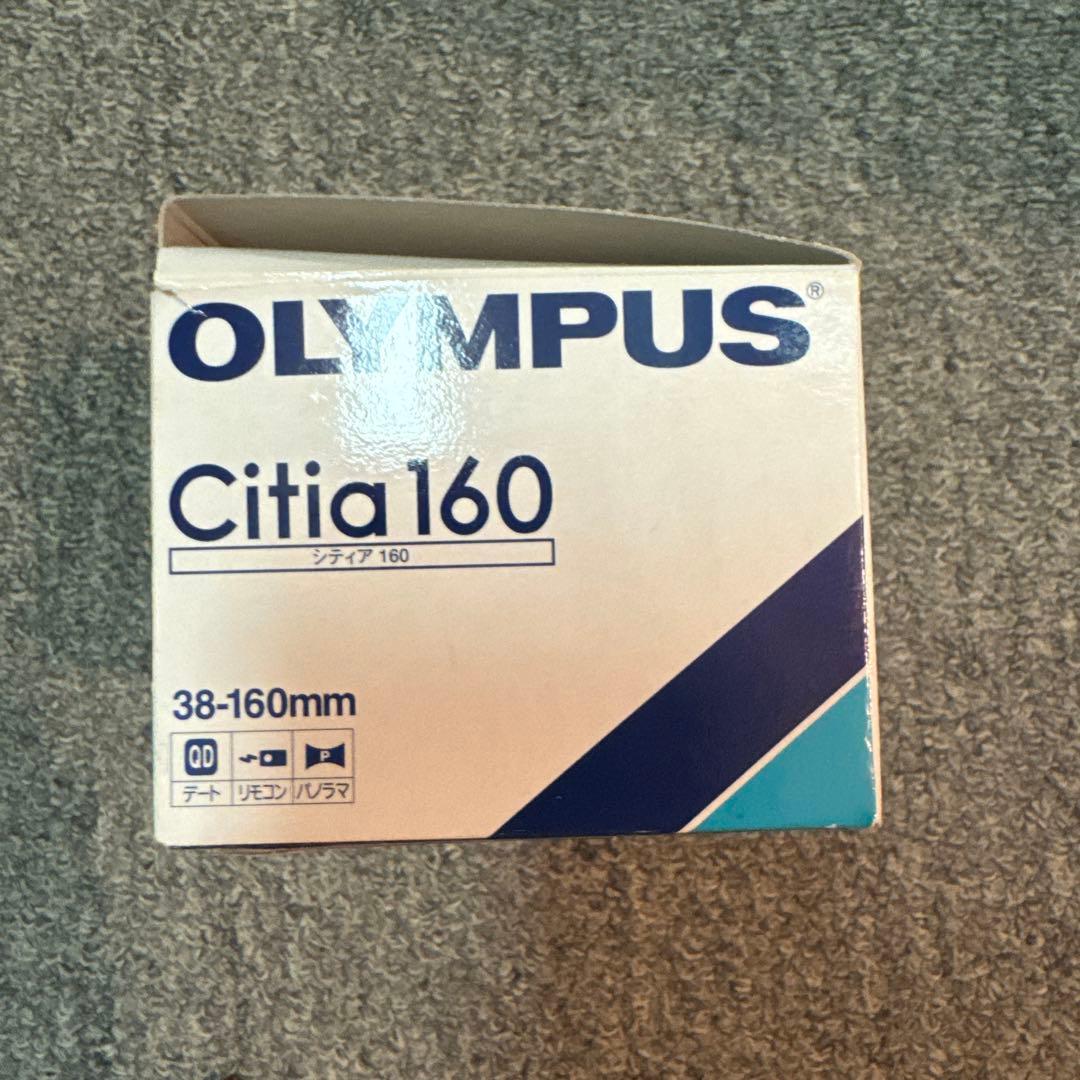 OLYMPUS®
Citia 160
シティア 160
38-160mm
QD P
デート リモコン パノラマ